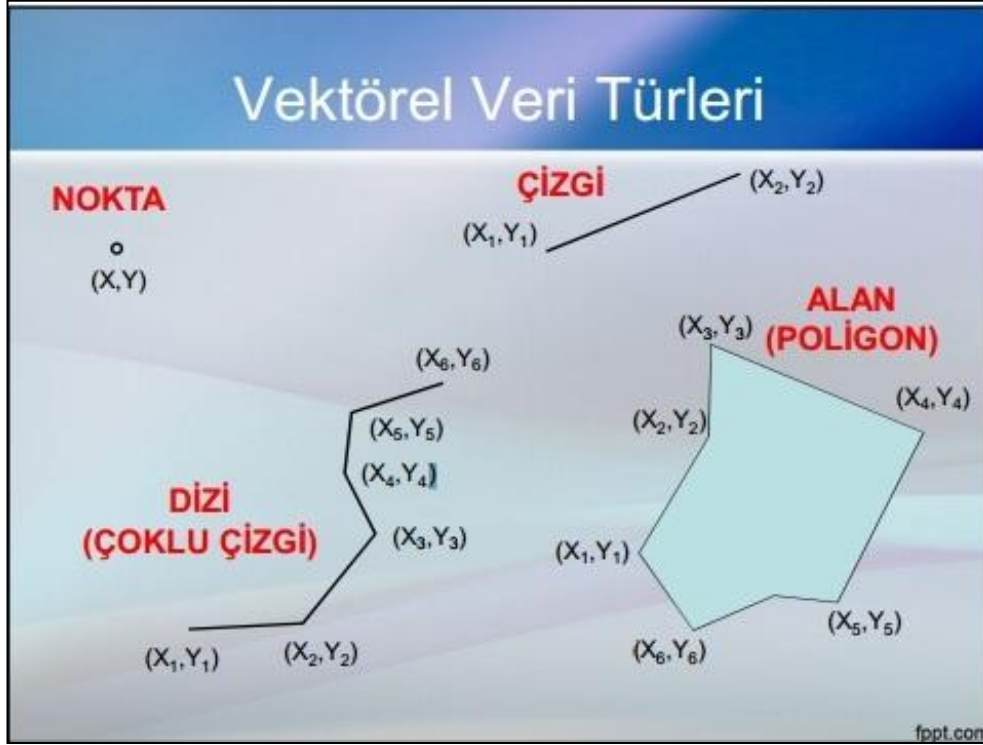 Vektörel Veri Türleri
NOKTA
(X,Y)
ÇİZGİ
(X₁,Y₁)
(X₂,Y₂)
DİZİ
(ÇOKLU ÇİZGİ)
(X₁,Y₁)
(X₂,Y₂)
(X₃,Y₃)
(X₄,Y₄)
(X₅,Y₅)
(X₆,Y₆)
ALAN
(POLİGON)
(X₁,Y₁)
(X₂,Y₂)
(X₃,Y₃)
(X₄,Y₄)
(X₅,Y₅)
(X₆,Y₆)
fppt.com